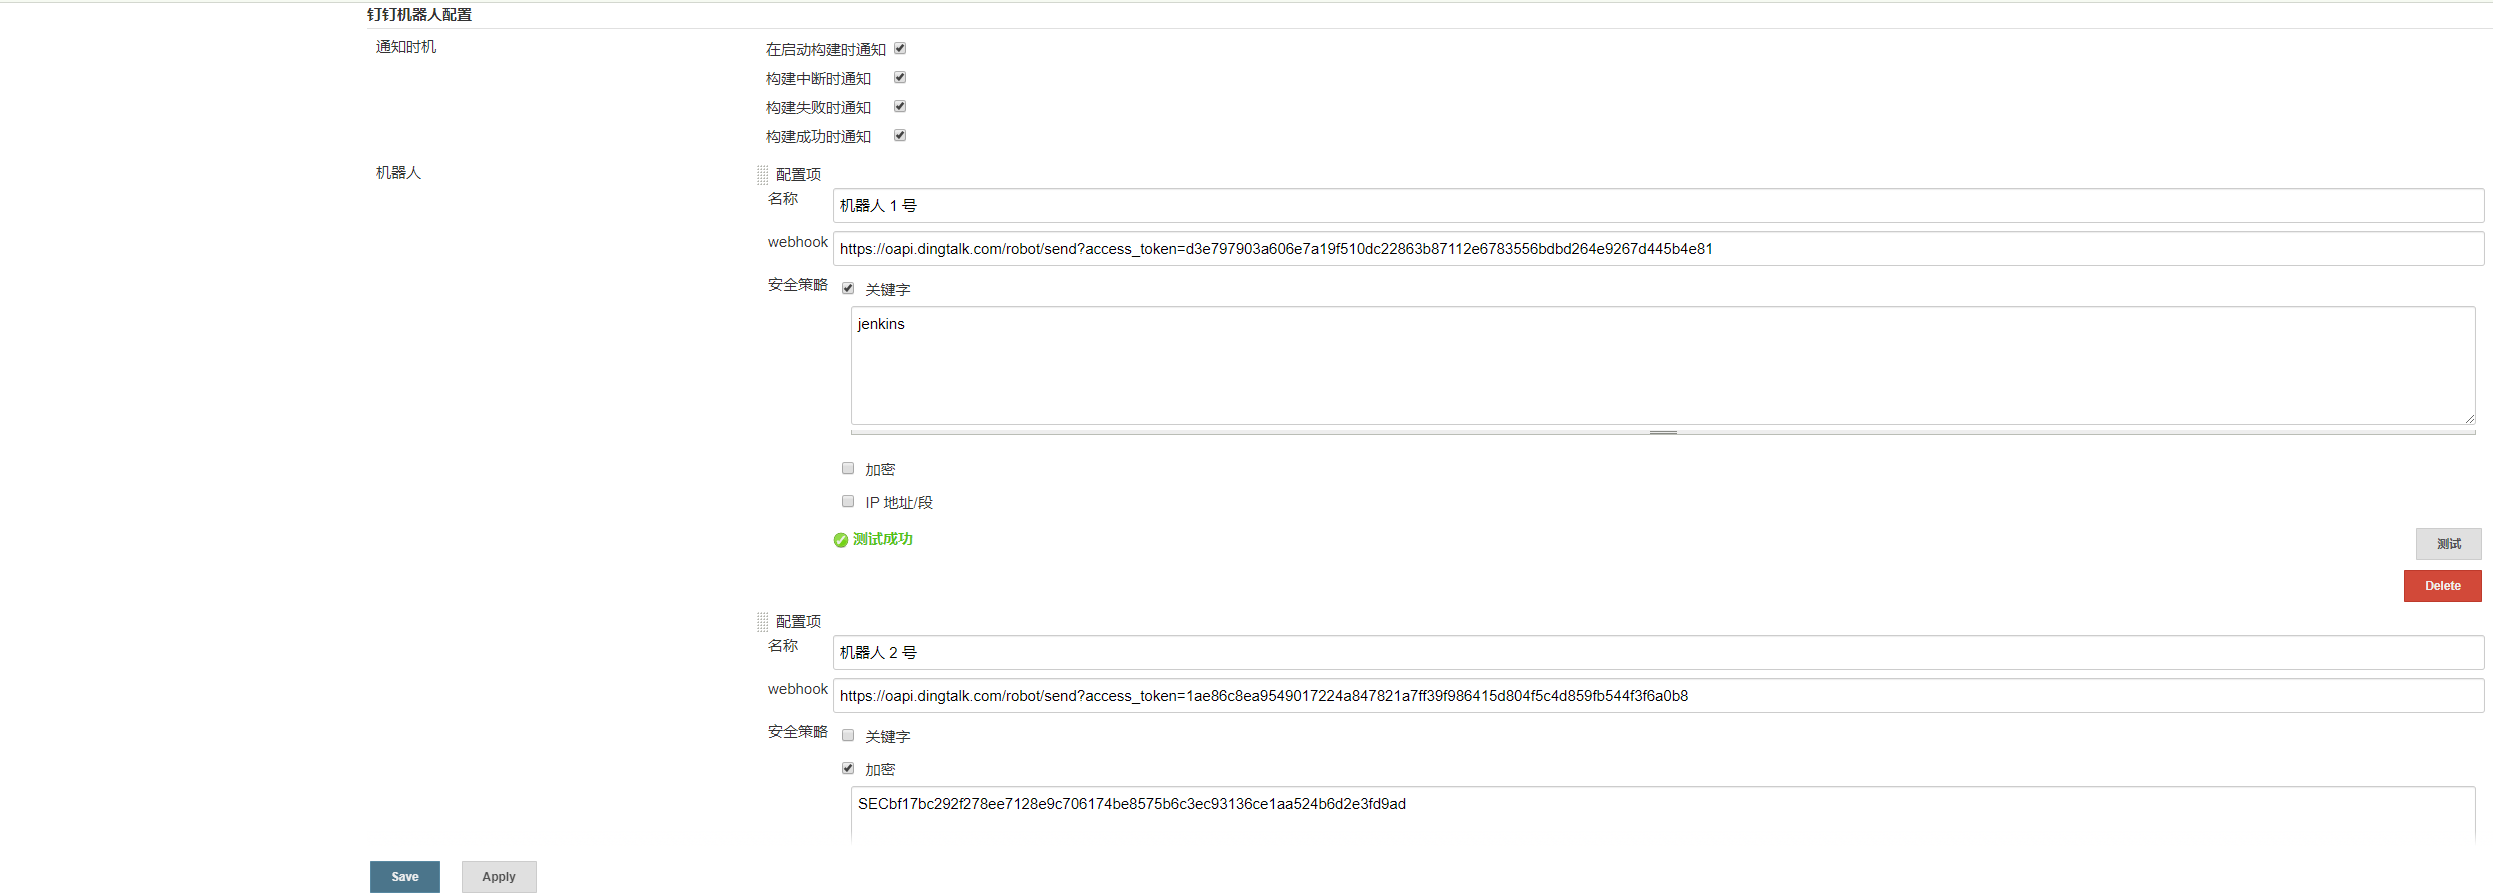 钉钉机器人配置
通知时机
在启动构建时通知
构建中断时通知
构建失败时通知
构建成功时通知
机器人
配置项
名称
机器人 1 号
webhook
https://oapi.dingtalk.com/robot/send?access_token=d3e797903a606e7a19f510dc22863b87112e6783556bdbd264e9267d445b4e81
安全策略
关键字
jenkins
加密
IP 地址/段
测试成功
测试
Delete
配置项
名称
机器人 2 号
webhook
https://oapi.dingtalk.com/robot/send?access_token=1ae86c8ea9549017224a847821a7ff39f986415d804f5c4d859fb544f3f6a0b8
安全策略
关键字
加密
SECbf17bc292f278ee7128e9c706174be8575b6c3ec93136ce1aa524b6d2e3fd9ad
Save
Apply